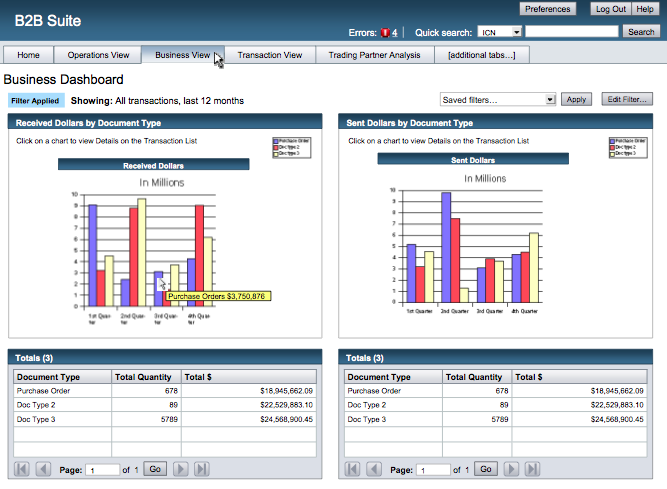 B2B Suite
Preferences Log Out Help
Errors: 4 | Quick search: ICN Search
Home Operations View Business View Transaction View Trading Partner Analysis [additional tabs...]
Business Dashboard
Filter Applied Showing: All transactions, last 12 months Saved filters... Apply Edit Filter...
Received Dollars by Document Type
Click on a chart to view Details on the Transaction List
Purchase Order
Doc type 2
Doc type 3
Received Dollars
In Millions
10
9
8
7
6
5
4
3
2
1
0
1st Quar-ter 2nd Quar-ter 3rd Quar-ter 4th Quar-ter
Purchase Orders $3,750,876
Sent Dollars by Document Type
Click on a chart to view Details on the Transaction List
Purchase Order
Doc type 2
Doc type 3
Sent Dollars
In Millions
10
9
8
7
6
5
4
3
2
1
0
1st Quarter 2nd Quarter 3rd Quarter 4th Quarter
Totals (3)
Document Type Total Quantity Total $
Purchase Order 678 $18,945,662.09
Doc Type 2 89 $22,529,883.10
Doc Type 3 5789 $24,568,900.45
Page: 1 of 1 Go
Totals (3)
Document Type Total Quantity Total $
Purchase Order 678 $18,945,662.09
Doc Type 2 89 $22,529,883.10
Doc Type 3 5789 $24,568,900.45
Page: 1 of 1 Go